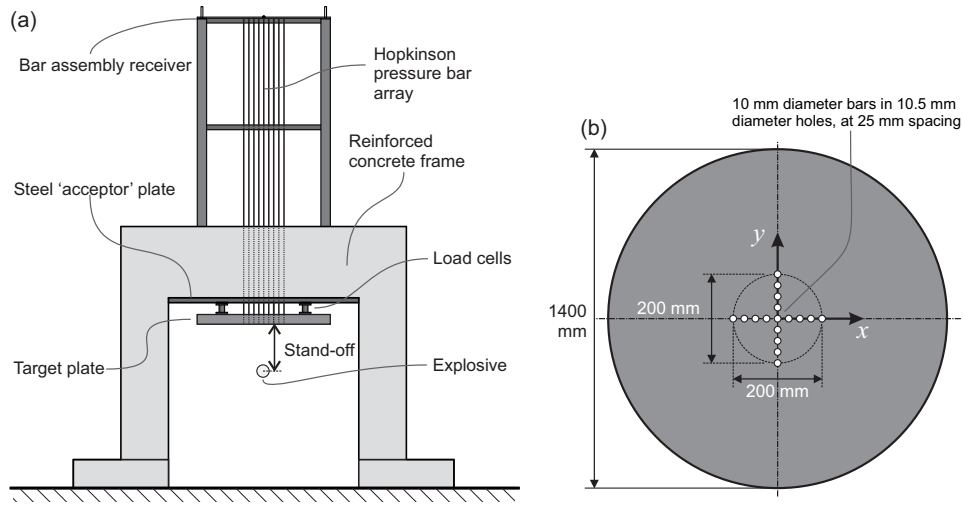 (a)
Bar assembly receiver
Hopkinson
pressure bar
array
Reinforced
concrete frame
Steel ‘acceptor’ plate
Load cells
Stand-off
Target plate
Explosive
(b)
10 mm diameter bars in 10.5 mm
diameter holes, at 25 mm spacing
y
1400
mm
200 mm
x
200 mm